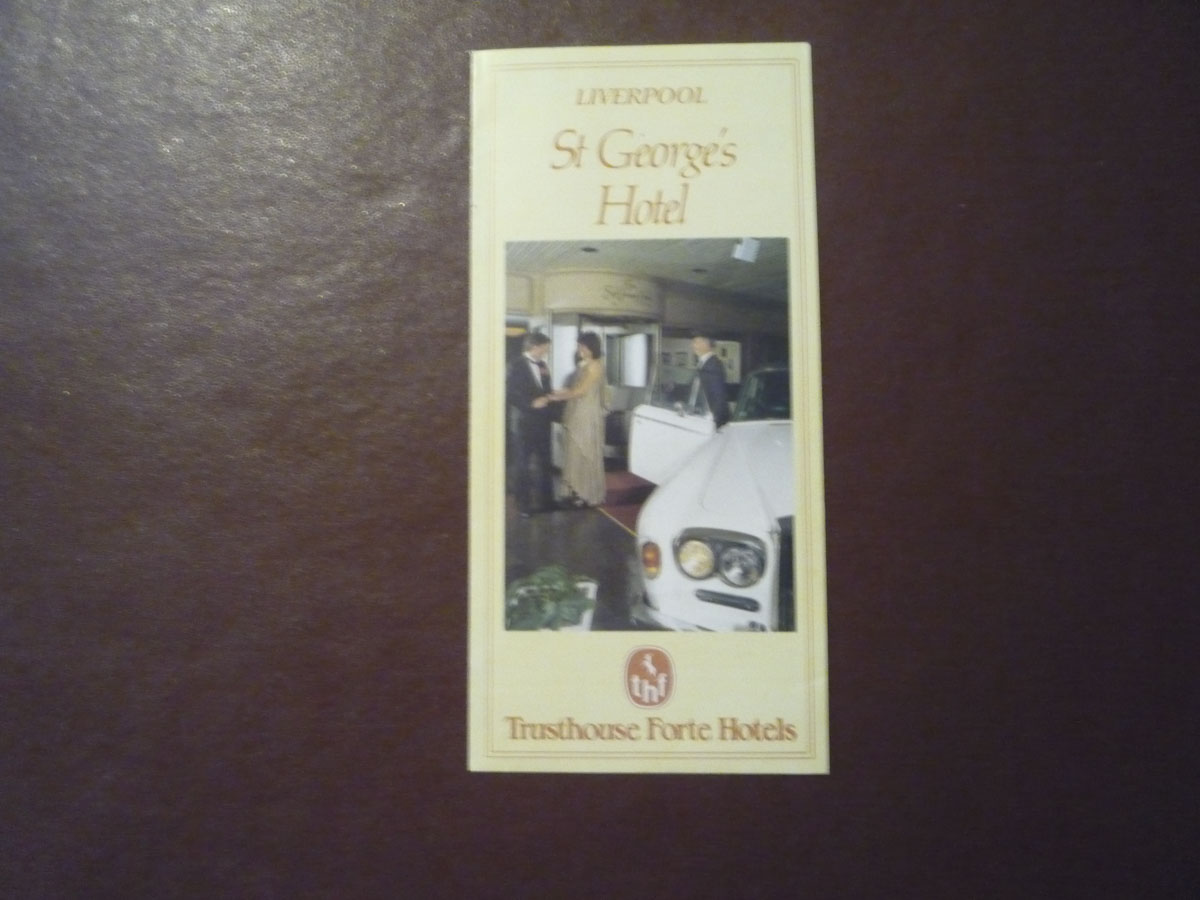 LIVERPOOL
St George's
Hotel
thf
Trusthouse Forte Hotels